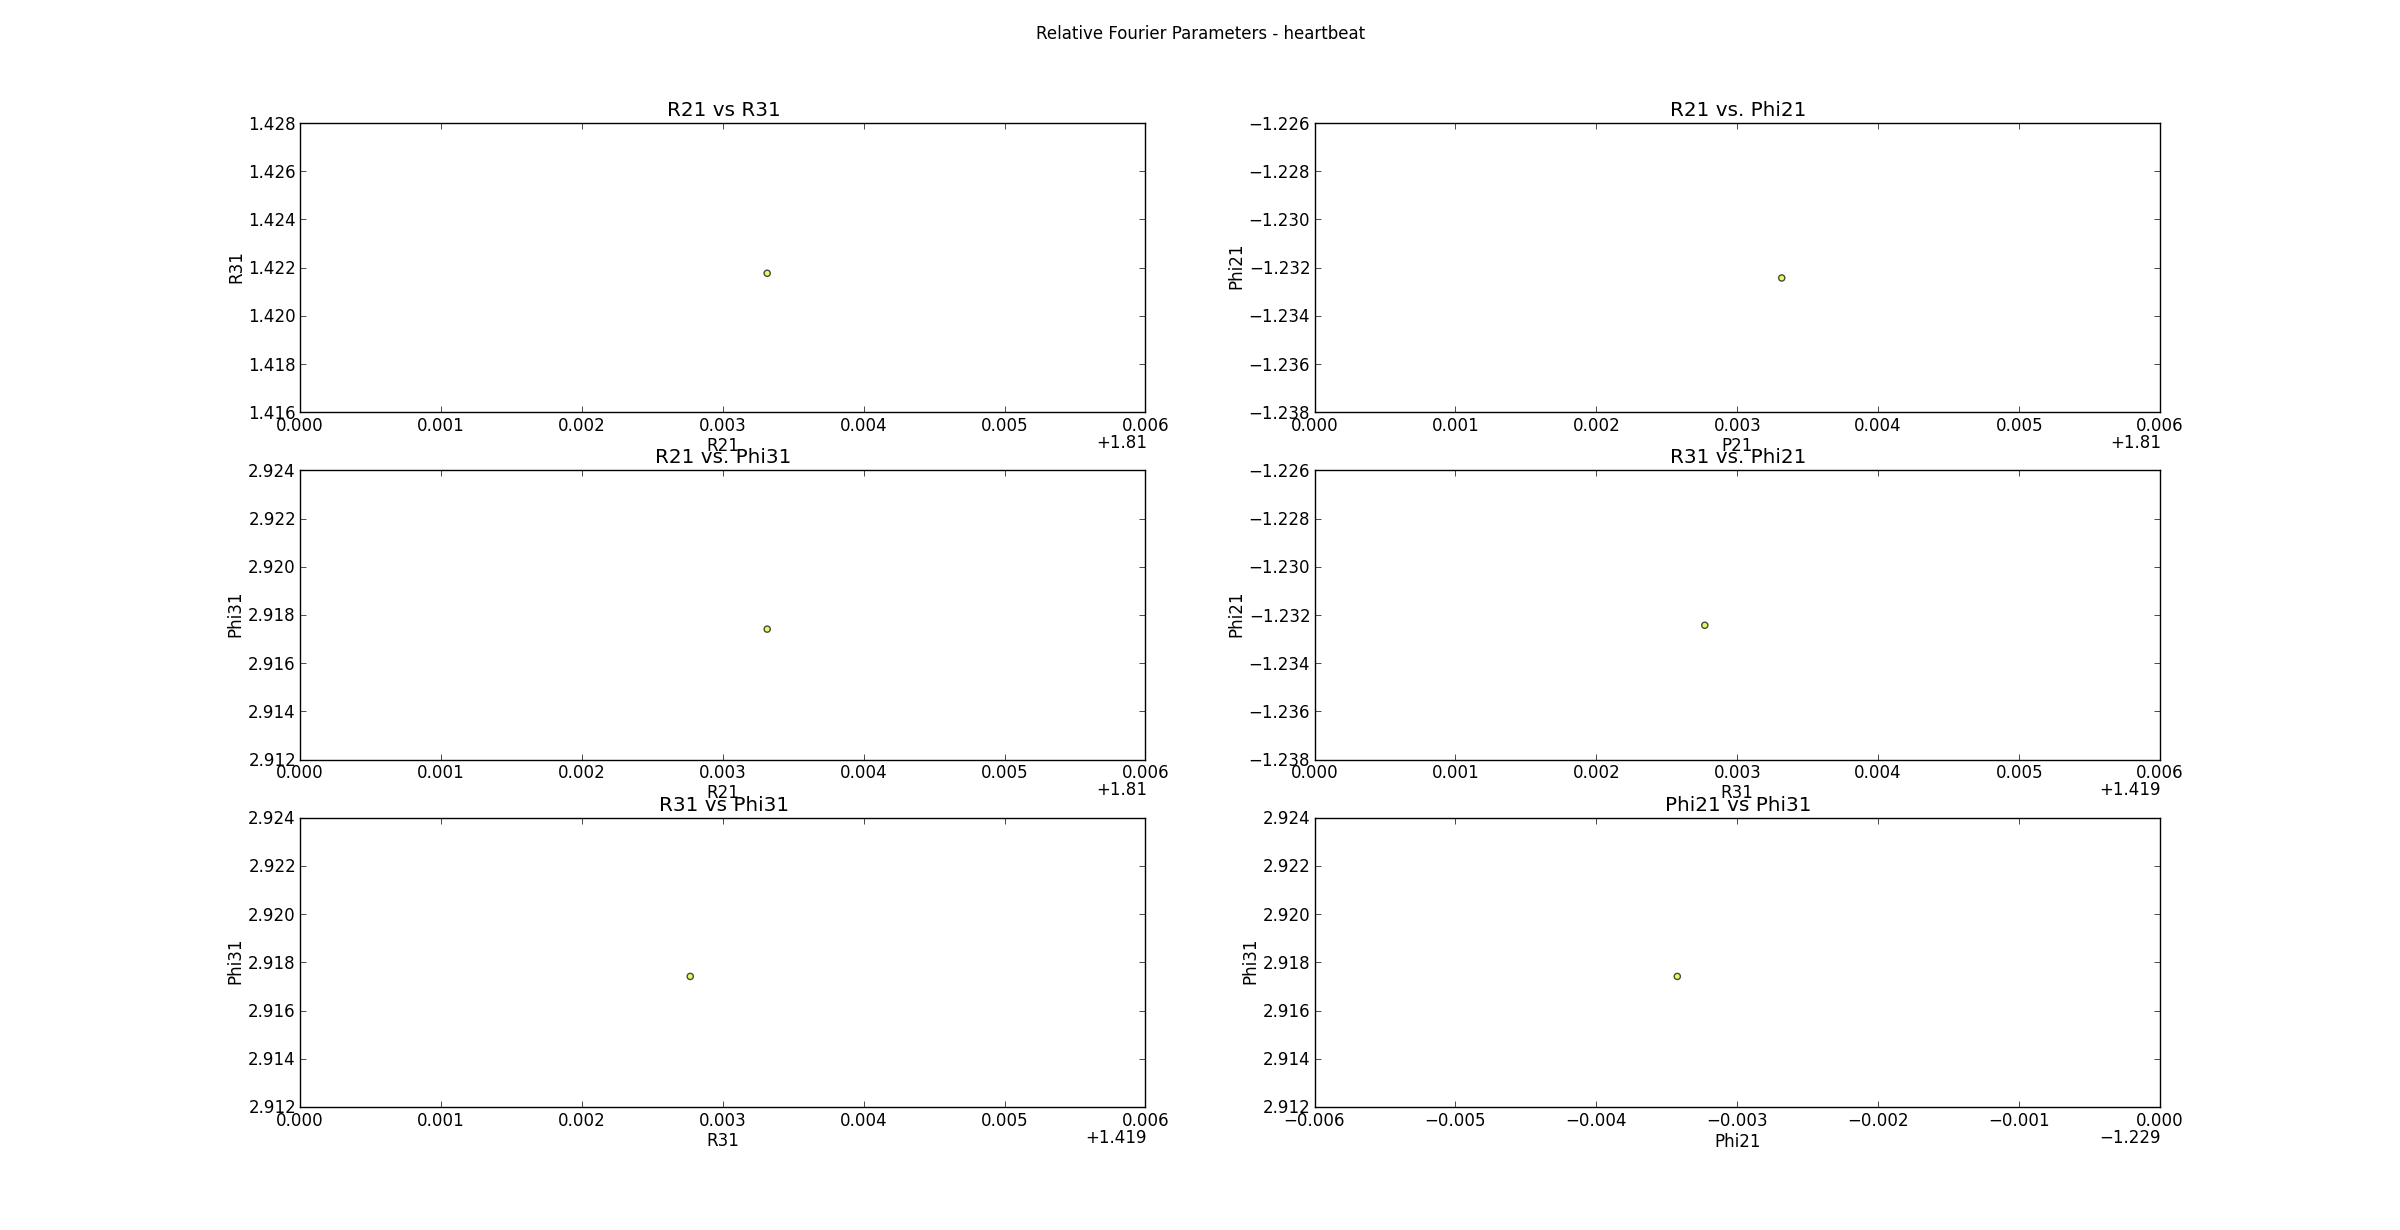 Relative Fourier Parameters - heartbeat
R21 vs R31
1.428
1.426
1.424
1.422
1.420
1.418
1.416
R31
0.000 0.001 0.002 0.003 0.004 0.005 0.006
R21
+1.81
R21 vs. Phi21
−1.226
−1.228
−1.230
−1.232
−1.234
−1.236
−1.238
Phi21
0.000 0.001 0.002 0.003 0.004 0.005 0.006
P21
+1.81
R21 vs. Phi31
2.924
2.922
2.920
2.918
2.916
2.914
2.912
Phi31
0.000 0.001 0.002 0.003 0.004 0.005 0.006
R21
+1.81
R31 vs. Phi21
−1.226
−1.228
−1.230
−1.232
−1.234
−1.236
−1.238
Phi21
0.000 0.001 0.002 0.003 0.004 0.005 0.006
R31
+1.419
R31 vs Phi31
2.924
2.922
2.920
2.918
2.916
2.914
2.912
Phi31
0.000 0.001 0.002 0.003 0.004 0.005 0.006
R31
+1.419
Phi21 vs Phi31
2.924
2.922
2.920
2.918
2.916
2.914
2.912
Phi31
−0.006 −0.005 −0.004 −0.003 −0.002 −0.001 0.000
Phi21
−1.229